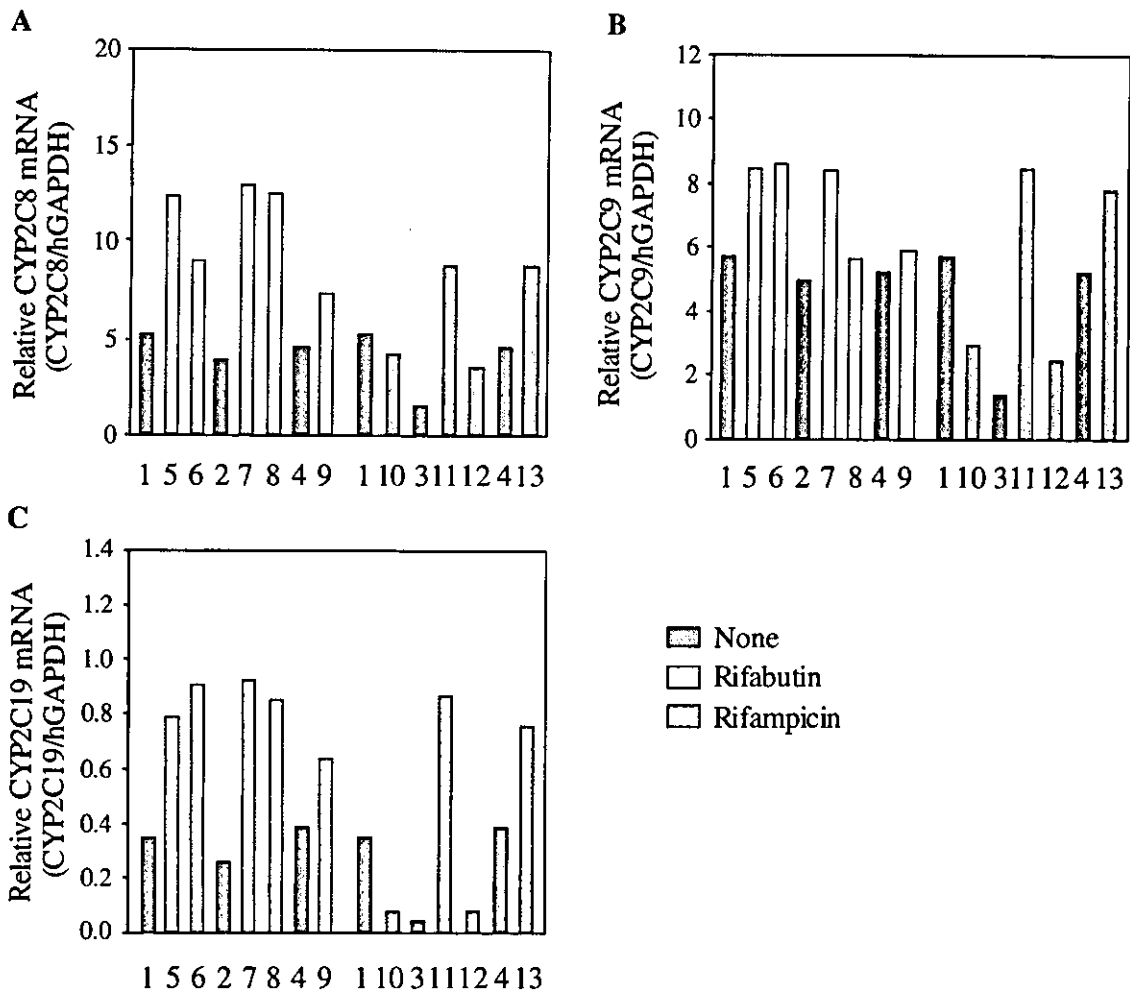 A
Relative CYP2C8 mRNA
(CYP2C8/hGAPDH)
20
15
10
5
0
1 5 6 2 7 8 4 9 1 10 3 11 12 4 13
B
Relative CYP2C9 mRNA
(CYP2C9/hGAPDH)
12
10
8
6
4
2
0
1 5 6 2 7 8 4 9 1 10 3 11 12 4 13
C
Relative CYP2C19 mRNA
(CYP2C19/hGAPDH)
1.4
1.2
1.0
0.8
0.6
0.4
0.2
0.0
1 5 6 2 7 8 4 9 1 10 3 11 12 4 13
None
Rifabutin
Rifampicin